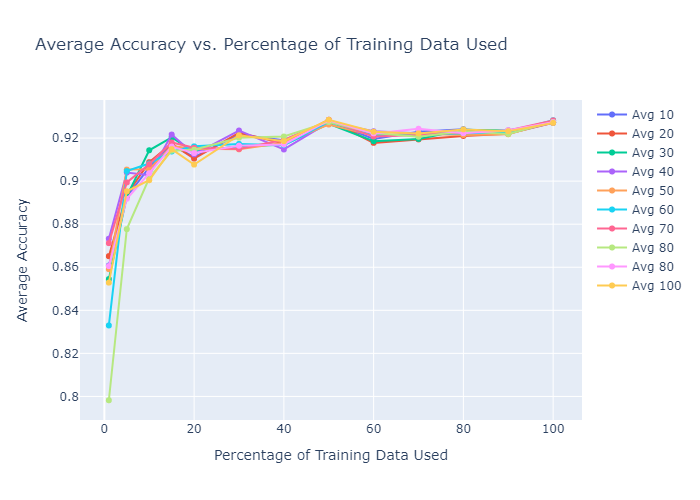 Average Accuracy vs. Percentage of Training Data Used
Average Accuracy
0.92
0.9
0.88
0.86
0.84
0.82
0.8
0
20
40
60
80
100
Percentage of Training Data Used
Avg 10
Avg 20
Avg 30
Avg 40
Avg 50
Avg 60
Avg 70
Avg 80
Avg 80
Avg 100